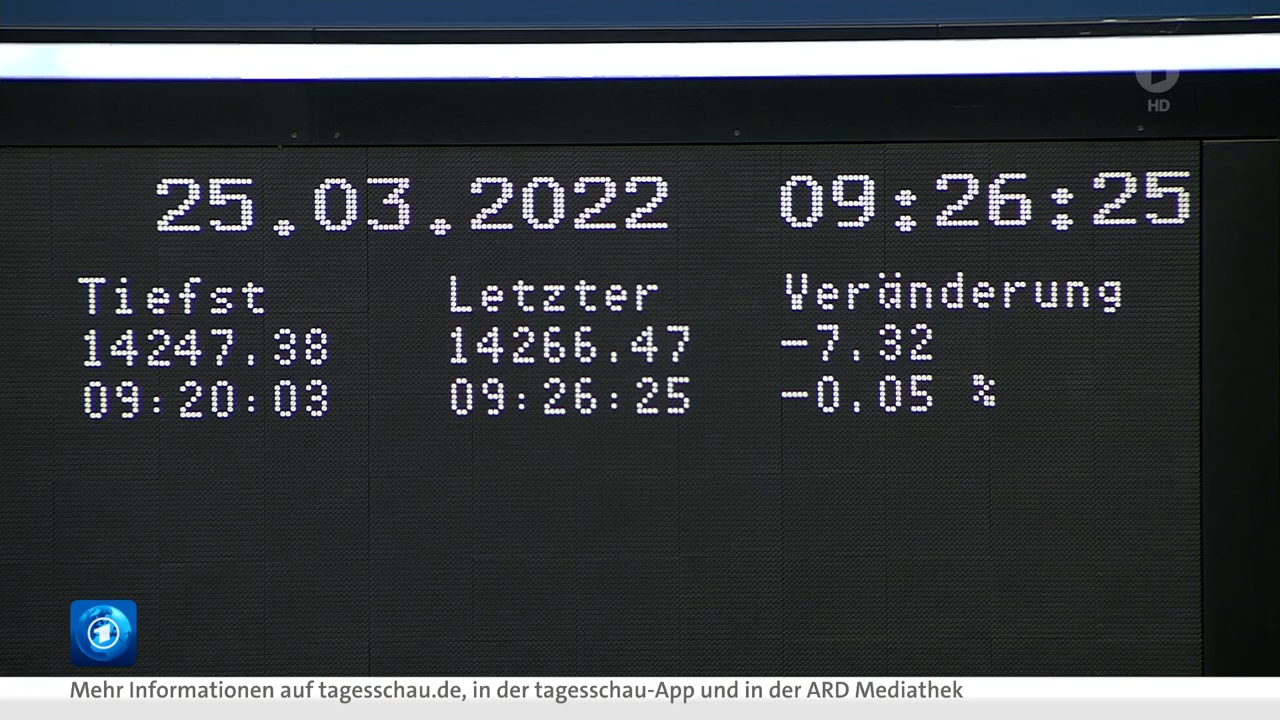 HD
25.03.2022 09:26:25
Tiefst Letzter Veränderung
14247.38 14266.47 -7.32
09:20:03 09:26:25 -0.05 %
1
Mehr Informationen auf tagesschau.de, in der tagesschau-App und in der ARD Mediathek